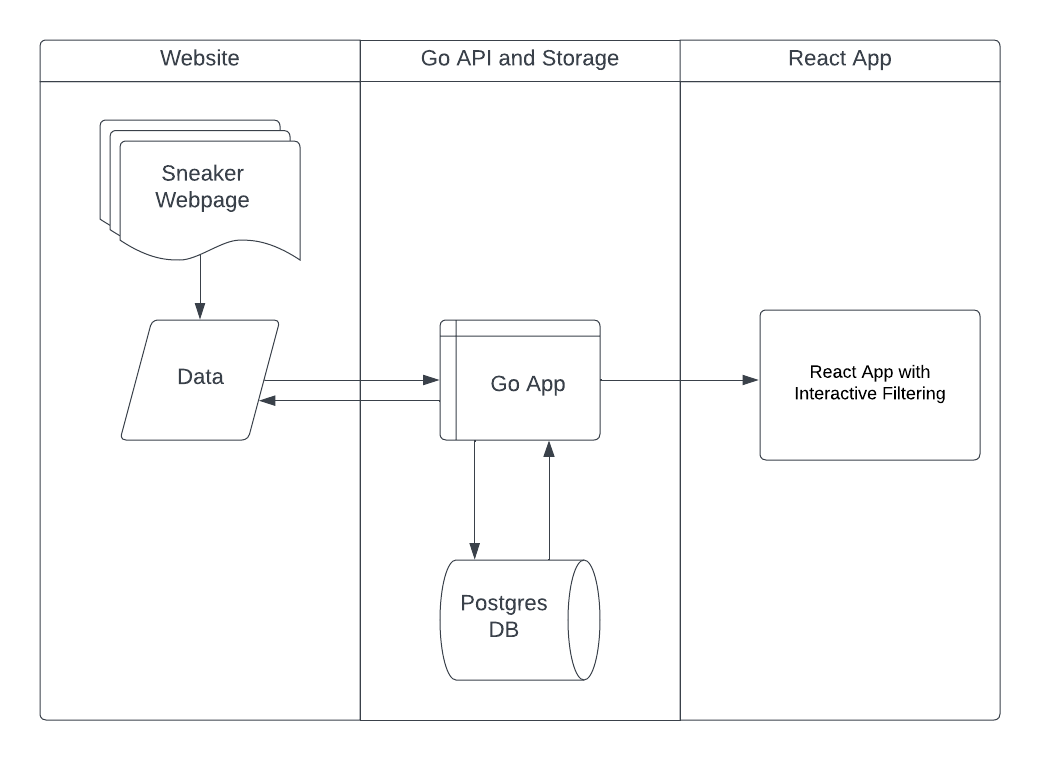 Website
Go API and Storage
React App
Sneaker
Webpage
Data
Go App
React App with
Interactive Filtering
Postgres
DB